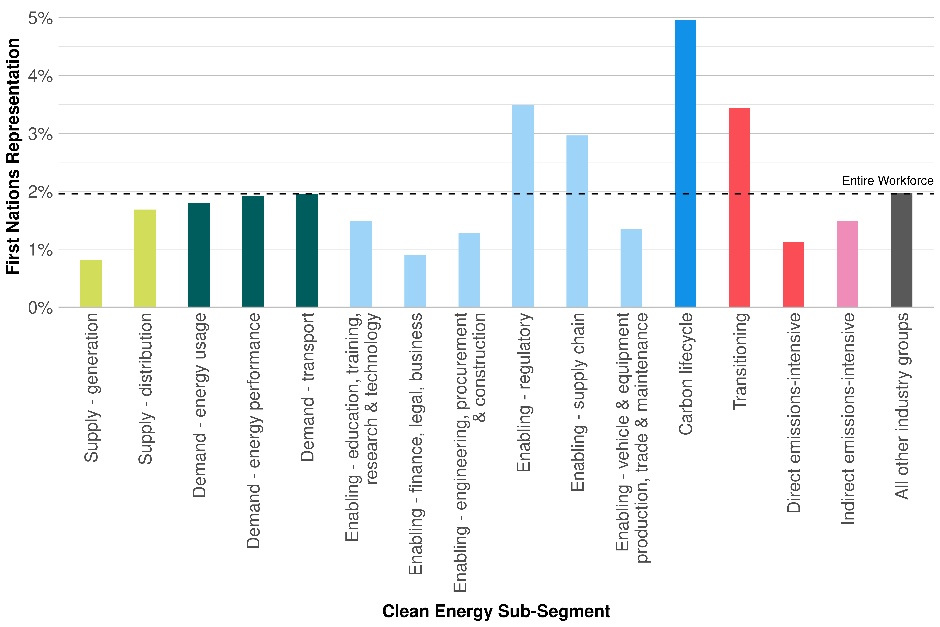 5%
4%
3%
2%
1%
0%
First Nations Representation
Entire Workforce
Supply - generation
Supply - distribution
Demand - energy usage
Demand - energy performance
Demand - transport
Enabling - education, training,
research & technology
Enabling - finance, legal, business
Enabling - engineering, procurement
& construction
Enabling - regulatory
Enabling - supply chain
Enabling - vehicle & equipment
production, trade & maintenance
Carbon lifecycle
Transitioning
Direct emissions-intensive
Indirect emissions-intensive
All other industry groups
Clean Energy Sub-Segment